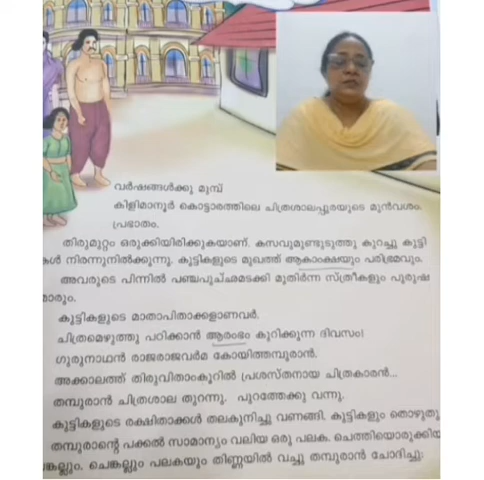 വർഷങ്ങൾക്കു മുമ്പ്
കിളിമാനൂർ കൊട്ടാരത്തിലെ ചിത്രശാലപ്പുരയുടെ മുൻവശം.
പ്രഭാതം.
തിരുമുറ്റം ഒരുക്കിയിരിക്കുകയാണ്. കസവുമുണ്ടുടുത്തു കുറച്ചു കുട്ടി
കൾ നിരന്നുനിൽക്കുന്നു. കുട്ടികളുടെ മുഖത്ത് ആകാംക്ഷയും പരിഭ്രമവും.
അവരുടെ പിന്നിൽ പഞ്ചപുച്ഛമടക്കി മുതിർന്ന സ്ത്രീകളും പുരുഷ
മാരും.
കുട്ടികളുടെ മാതാപിതാക്കളാണവർ.
ചിത്രമെഴുത്തു പഠിക്കാൻ ആരംഭം കുറിക്കുന്ന ദിവസം!
ഗുരുനാഥൻ രാജരാജവർമ കോയിത്തമ്പുരാൻ.
അക്കാലത്ത് തിരുവിതാംകൂറിൽ പ്രശസ്തനായ ചിത്രകാരൻ...
തമ്പുരാൻ ചിത്രശാല തുറന്നു. പുറത്തേക്കു വന്നു.
കുട്ടികളുടെ രക്ഷിതാക്കൾ തലകുനിച്ചു വണങ്ങി. കുട്ടികളും തൊഴുതു
തമ്പുരാന്റെ പക്കൽ സാമാന്യം വലിയ ഒരു പലക. ചെത്തിയൊരുക്കിയ
ങ്കല്ലും. ചെങ്കല്ലും പലകയും തിണ്ണയിൽ വച്ചു തമ്പുരാൻ ചോദിച്ചു: